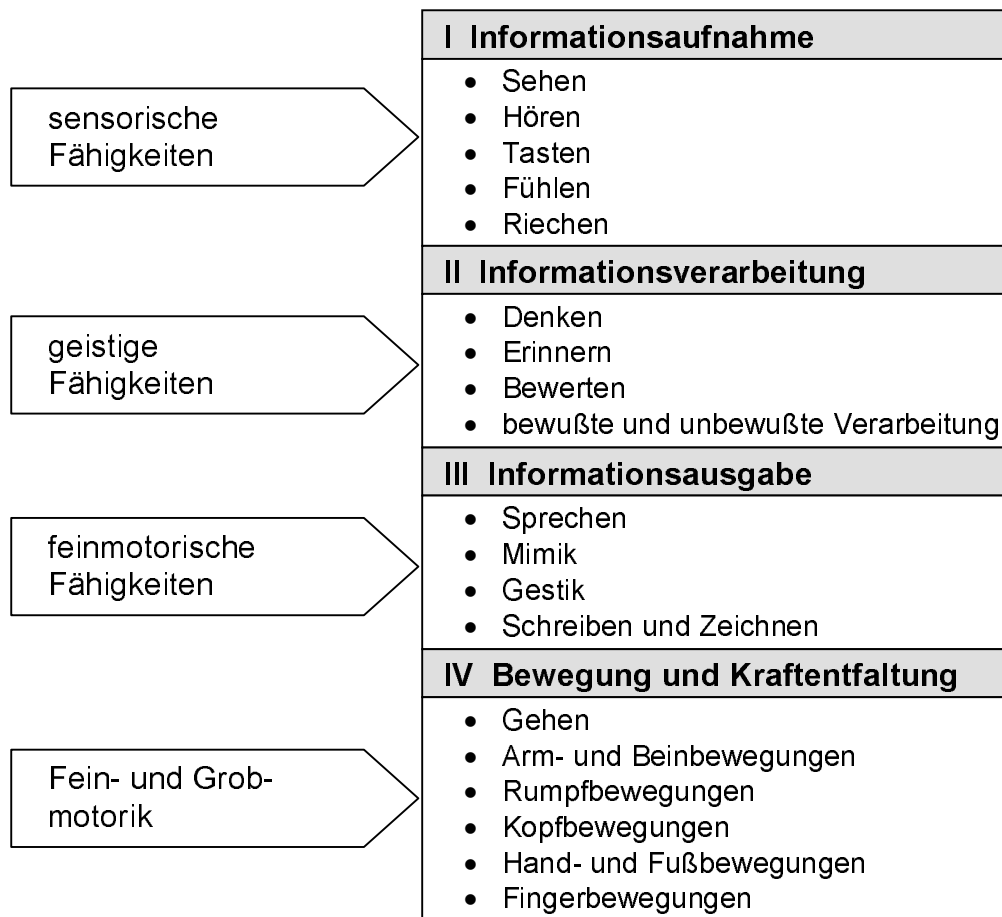 I Informationsaufnahme
sensorische
Fähigkeiten
• Sehen
• Hören
• Tasten
• Fühlen
• Riechen
II Informationsverarbeitung
geistige
Fähigkeiten
• Denken
• Erinnern
• Bewerten
• bewußte und unbewußte Verarbeitung
III Informationsausgabe
feinmotorische
Fähigkeiten
• Sprechen
• Mimik
• Gestik
• Schreiben und Zeichnen
IV Bewegung und Kraftentfaltung
Fein- und Grob-
motorik
• Gehen
• Arm- und Beinbewegungen
• Rumpfbewegungen
• Kopfbewegungen
• Hand- und Fußbewegungen
• Fingerbewegungen